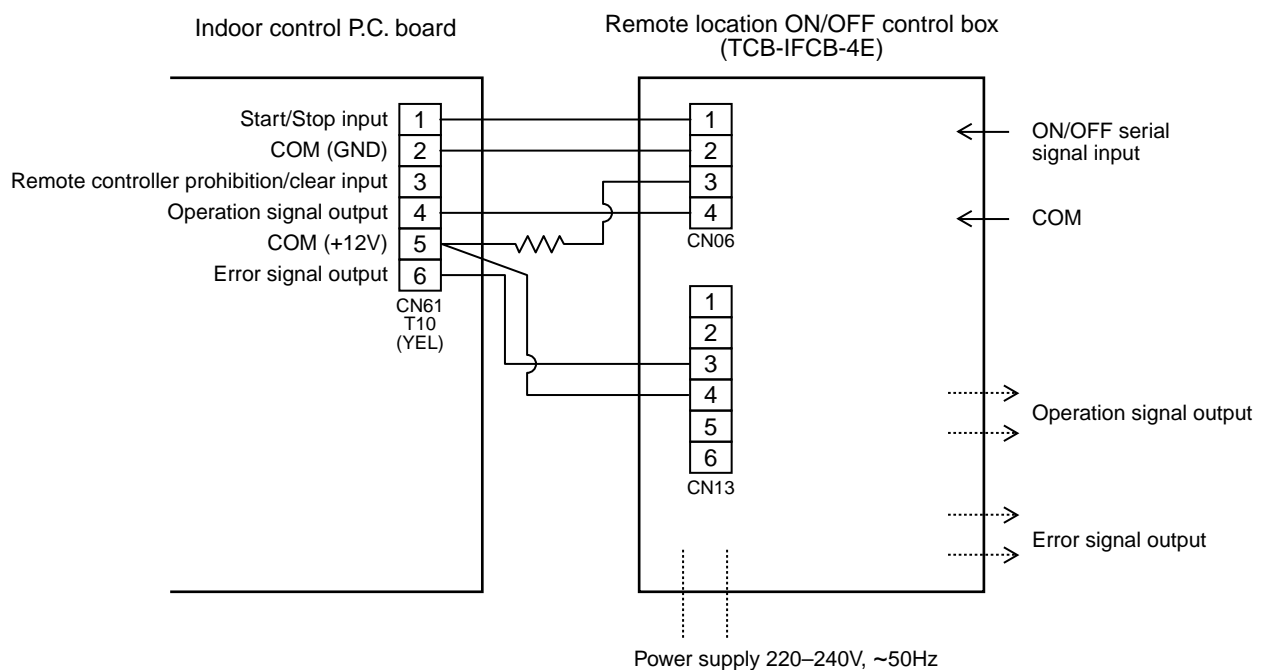 Indoor control P.C. board
Remote location ON/OFF control box
(TCB-IFCB-4E)
Start/Stop input 1
COM (GND) 2
Remote controller prohibition/clear input 3
Operation signal output 4
COM (+12V) 5
Error signal output 6
CN61
T10
(YEL)
1
2
3
4
CN06
1
2
3
4
5
6
CN13
ON/OFF serial
signal input
COM
Operation signal output
Error signal output
Power supply 220–240V, ~50Hz